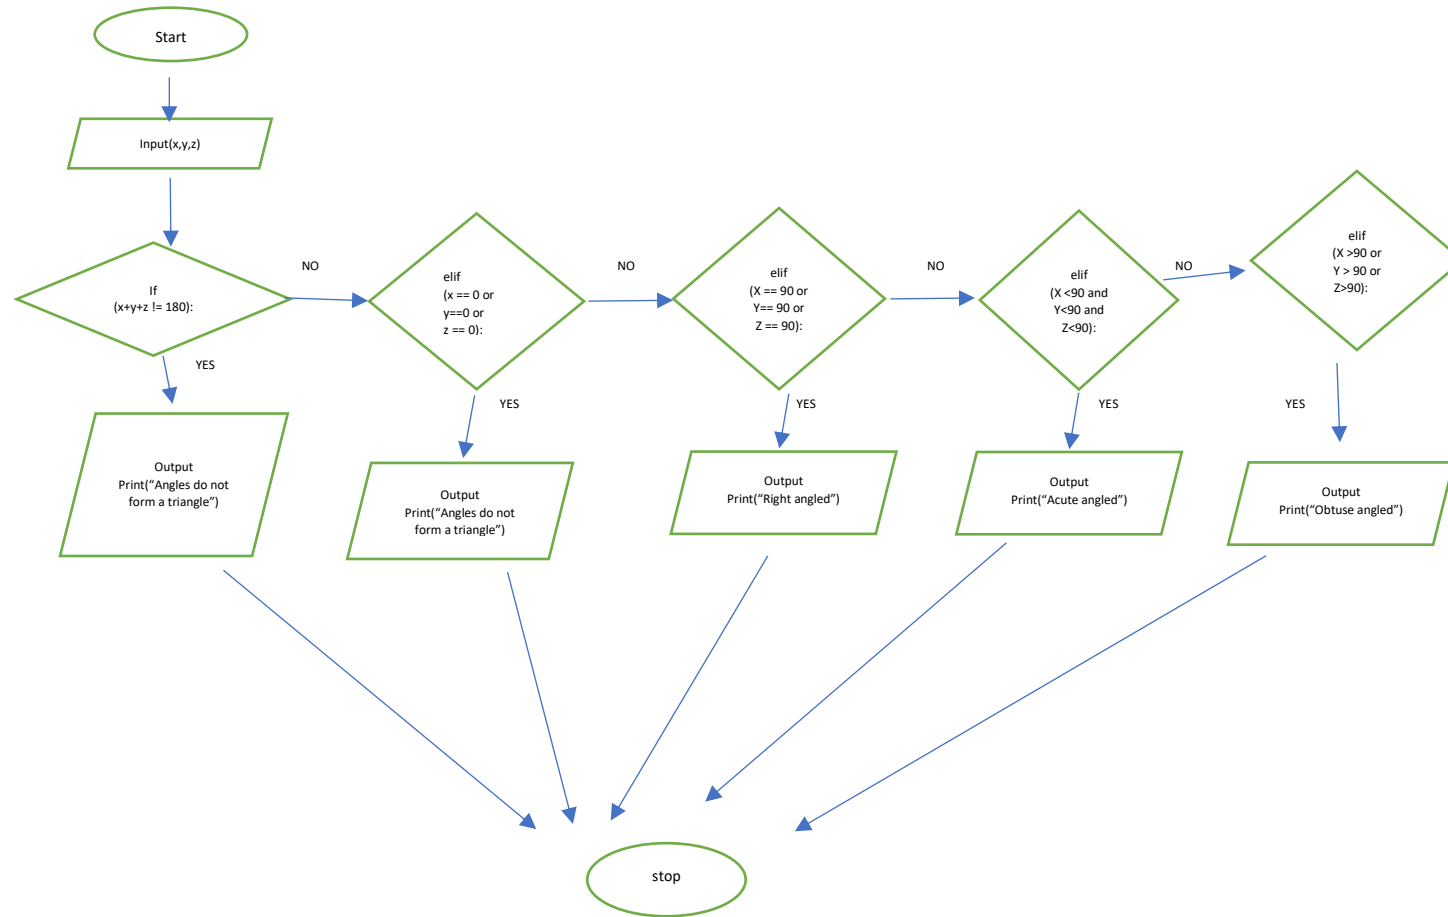 Start
Input(x,y,z)
If
(x+y+z != 180):
NO
YES
elif
(x == 0 or
y==0 or
z == 0):
NO
YES
elif
(X == 90 or
Y== 90 or
Z == 90):
NO
YES
elif
(X <90 and
Y<90 and
Z<90):
NO
YES
elif
(X >90 or
Y > 90 or
Z>90):
YES
Output
Print(“Angles do not
form a triangle”)
Output
Print(“Angles do not
form a triangle”)
Output
Print(“Right angled”)
Output
Print(“Acute angled”)
Output
Print(“Obtuse angled”)
stop